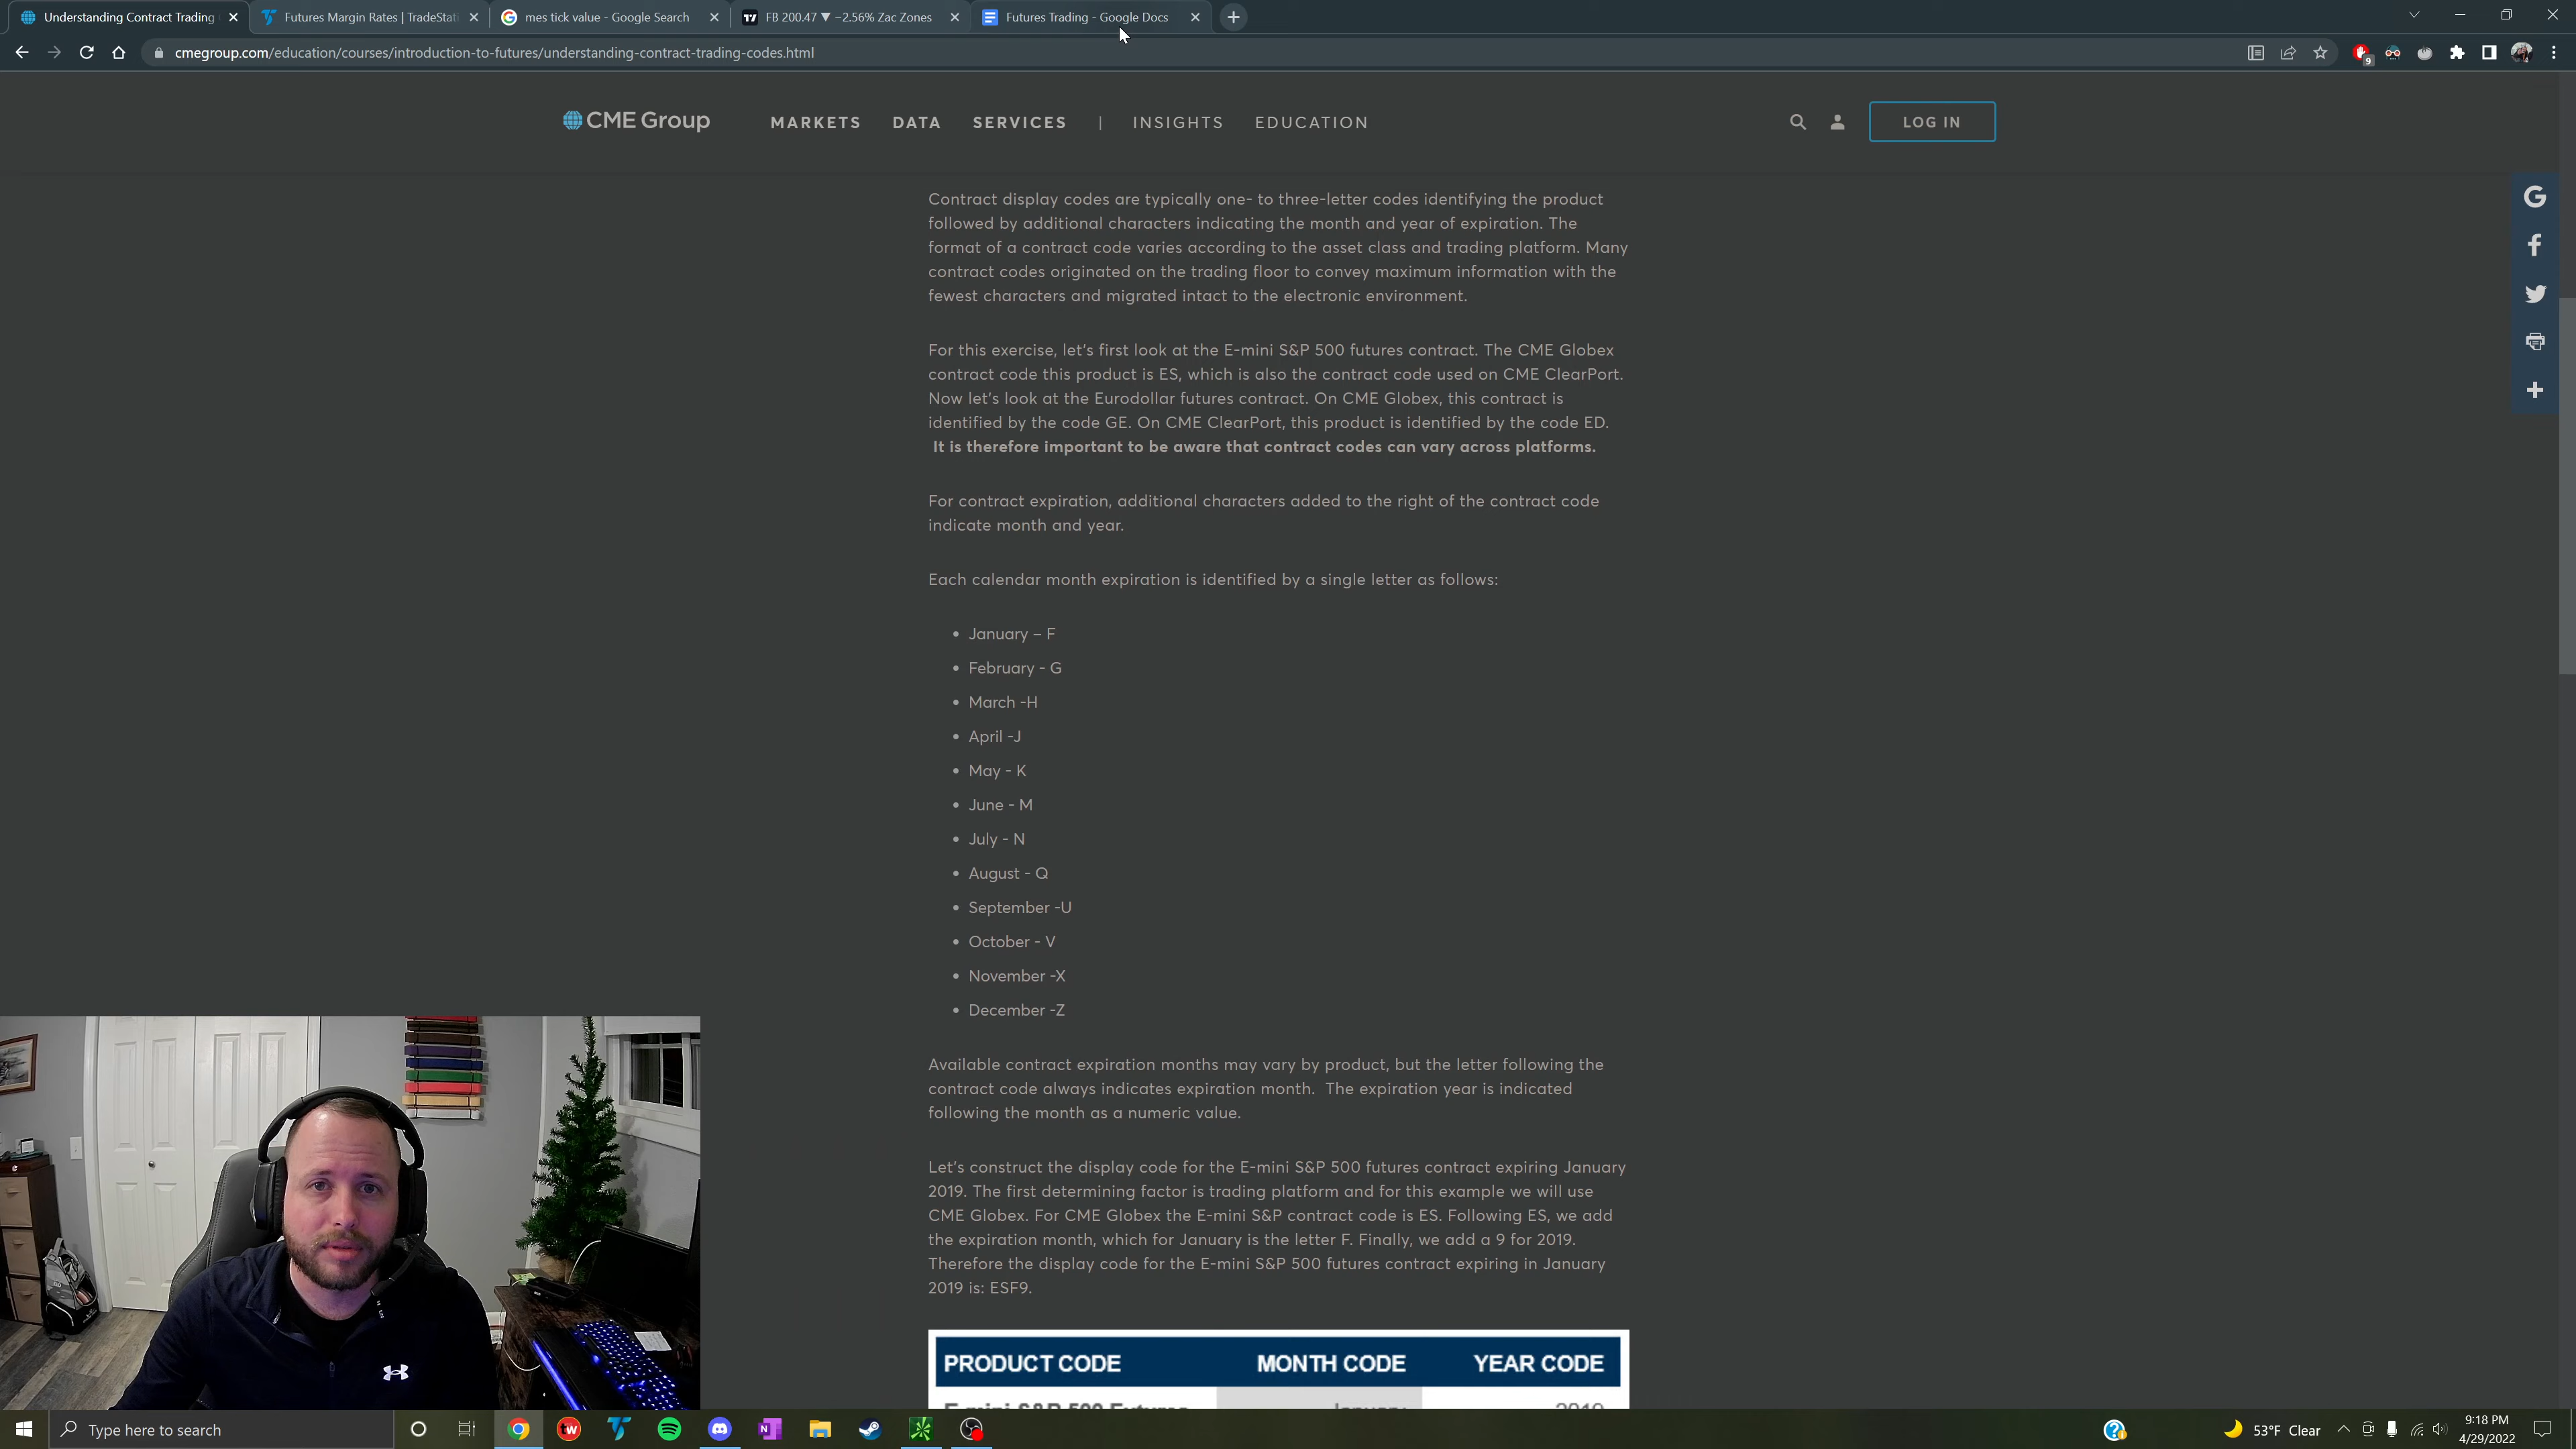 Understanding Contract Trading
Futures Margin Rates | TradeStati
mes tick value - Google Search
FB 200.47 ▼ −2.56% Zac Zones
Futures Trading - Google Docs
cmegroup.com/education/courses/introduction-to-futures/understanding-contract-trading-codes.html
9
CME Group
MARKETS DATA SERVICES | INSIGHTS EDUCATION
LOG IN
Contract display codes are typically one- to three-letter codes identifying the product
followed by additional characters indicating the month and year of expiration. The
format of a contract code varies according to the asset class and trading platform. Many
contract codes originated on the trading floor to convey maximum information with the
fewest characters and migrated intact to the electronic environment.
For this exercise, let's first look at the E-mini S&P 500 futures contract. The CME Globex
contract code this product is ES, which is also the contract code used on CME ClearPort.
Now let's look at the Eurodollar futures contract. On CME Globex, this contract is
identified by the code GE. On CME ClearPort, this product is identified by the code ED.
It is therefore important to be aware that contract codes can vary across platforms.
For contract expiration, additional characters added to the right of the contract code
indicate month and year.
Each calendar month expiration is identified by a single letter as follows:
• January – F
• February - G
• March -H
• April -J
• May - K
• June - M
• July - N
• August - Q
• September -U
• October - V
• November -X
• December -Z
Available contract expiration months may vary by product, but the letter following the
contract code always indicates expiration month. The expiration year is indicated
following the month as a numeric value.
Let's construct the display code for the E-mini S&P 500 futures contract expiring January
2019. The first determining factor is trading platform and for this example we will use
CME Globex. For CME Globex the E-mini S&P contract code is ES. Following ES, we add
the expiration month, which for January is the letter F. Finally, we add a 9 for 2019.
Therefore the display code for the E-mini S&P 500 futures contract expiring in January
2019 is: ESF9.
PRODUCT CODE MONTH CODE YEAR CODE
E-mini S&P 500 Futures January 2019
Type here to search
tw
53°F Clear
9:18 PM
4/29/2022